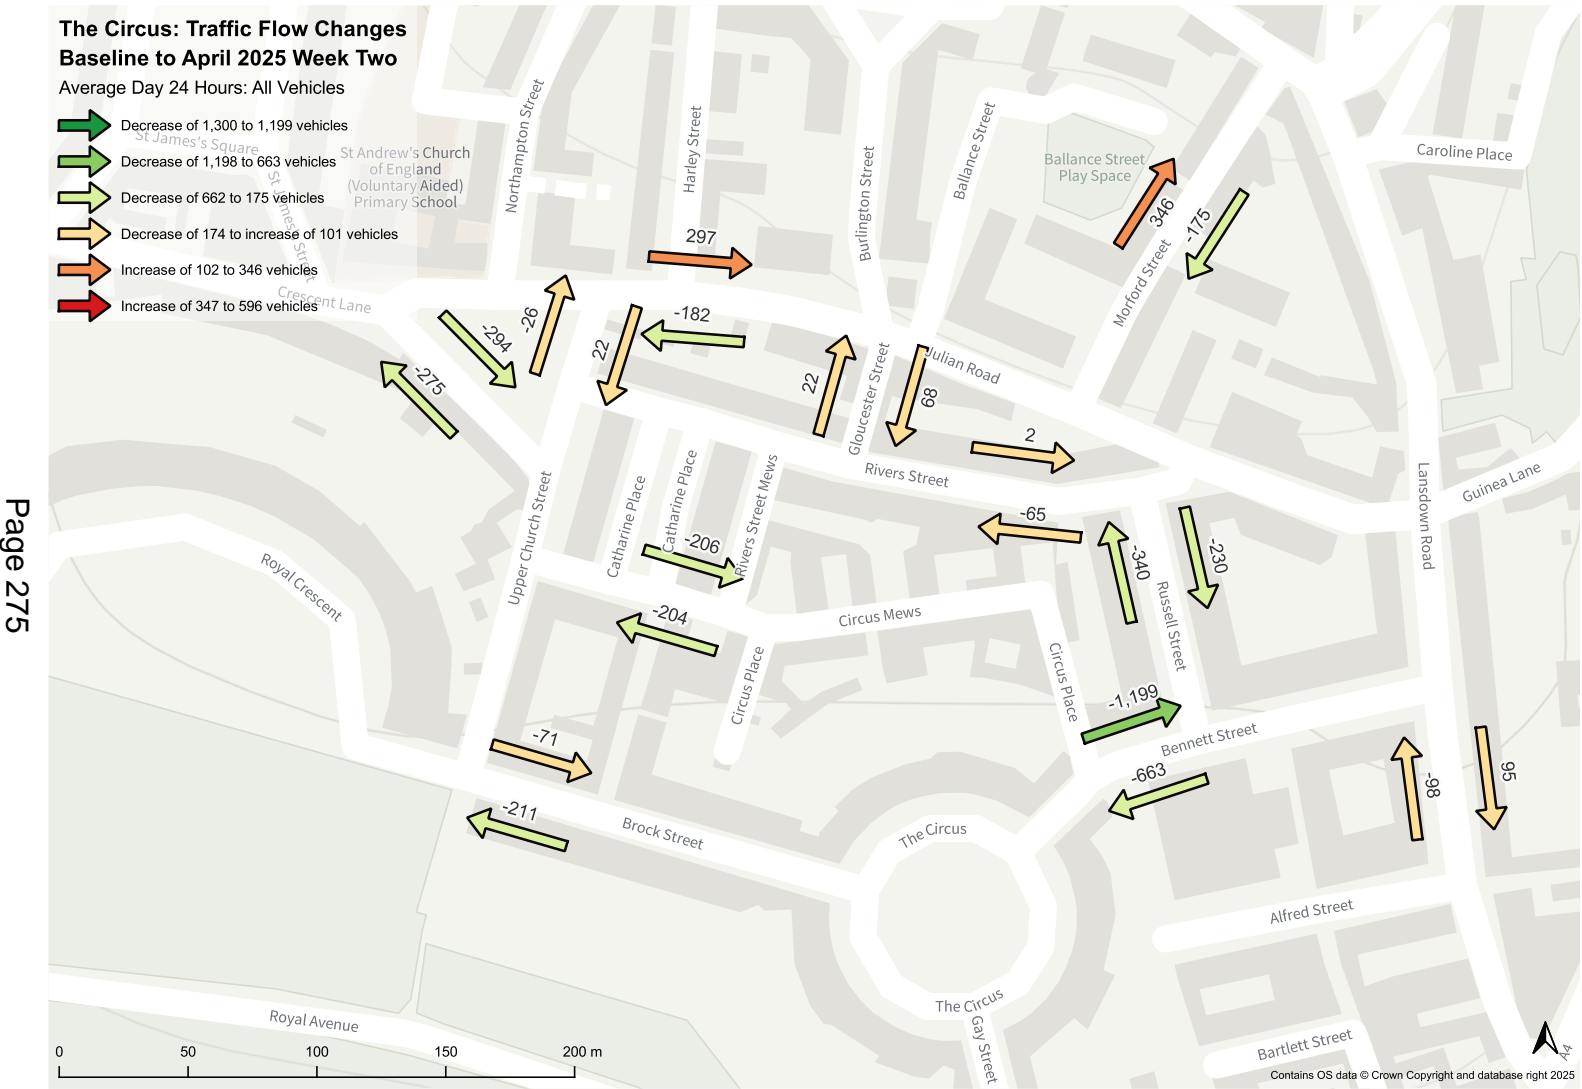 The Circus: Traffic Flow Changes
Baseline to April 2025 Week Two
Average Day 24 Hours: All Vehicles
Decrease of 1,300 to 1,199 vehicles
Decrease of 1,198 to 663 vehicles
Decrease of 662 to 175 vehicles
Decrease of 174 to increase of 101 vehicles
Increase of 102 to 346 vehicles
Increase of 347 to 596 vehicles
St James's Square
St James's Street
St Andrew's Church
of England
(Voluntary Aided)
Primary School
Crescent Lane
Northampton Street
Harley Street
Burlington Street
Ballance Street
Ballance Street
Play Space
Caroline Place
Morford Street
346
-175
297
-182
-26
22
-294
-275
22
68
Gloucester Street
Julian Road
2
Rivers Street
-65
Lansdown Road
Guinea Lane
Upper Church Street
Catharine Place
Catharine Place
Rivers Street Mews
-206
-204
-340
-230
Russell Street
Royal Crescent
Circus Mews
Circus Place
Circus Place
-1,199
-663
Bennett Street
-98
95
-71
-211
Brock Street
The Circus
The Circus
Gay Street
Alfred Street
Bartlett Street
Royal Avenue
A4
0 50 100 150 200 m
Contains OS data © Crown Copyright and database right 2025
Page 275